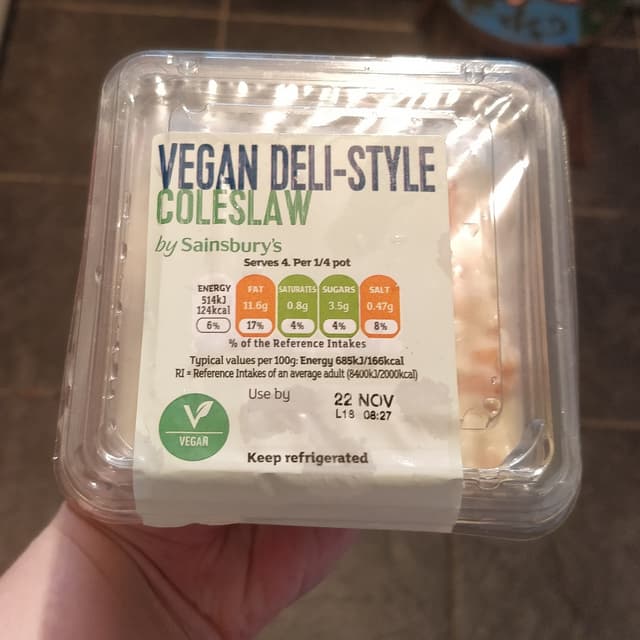 VEGAN DELI-STYLE
COLESLAW
by Sainsbury's
Serves 4. Per 1/4 pot
ENERGY 514kJ 124kcal 6%
FAT 11.6g 17%
SATURATES 0.8g 4%
SUGARS 3.5g 4%
SALT 0.47g 8%
% of the Reference Intakes
Typical values per 100g: Energy 685kJ/166kcal
RI = Reference Intakes of an average adult (8400kJ/2000kcal)
Use by 22 NOV
L18 08:27
VEGAN
Keep refrigerated